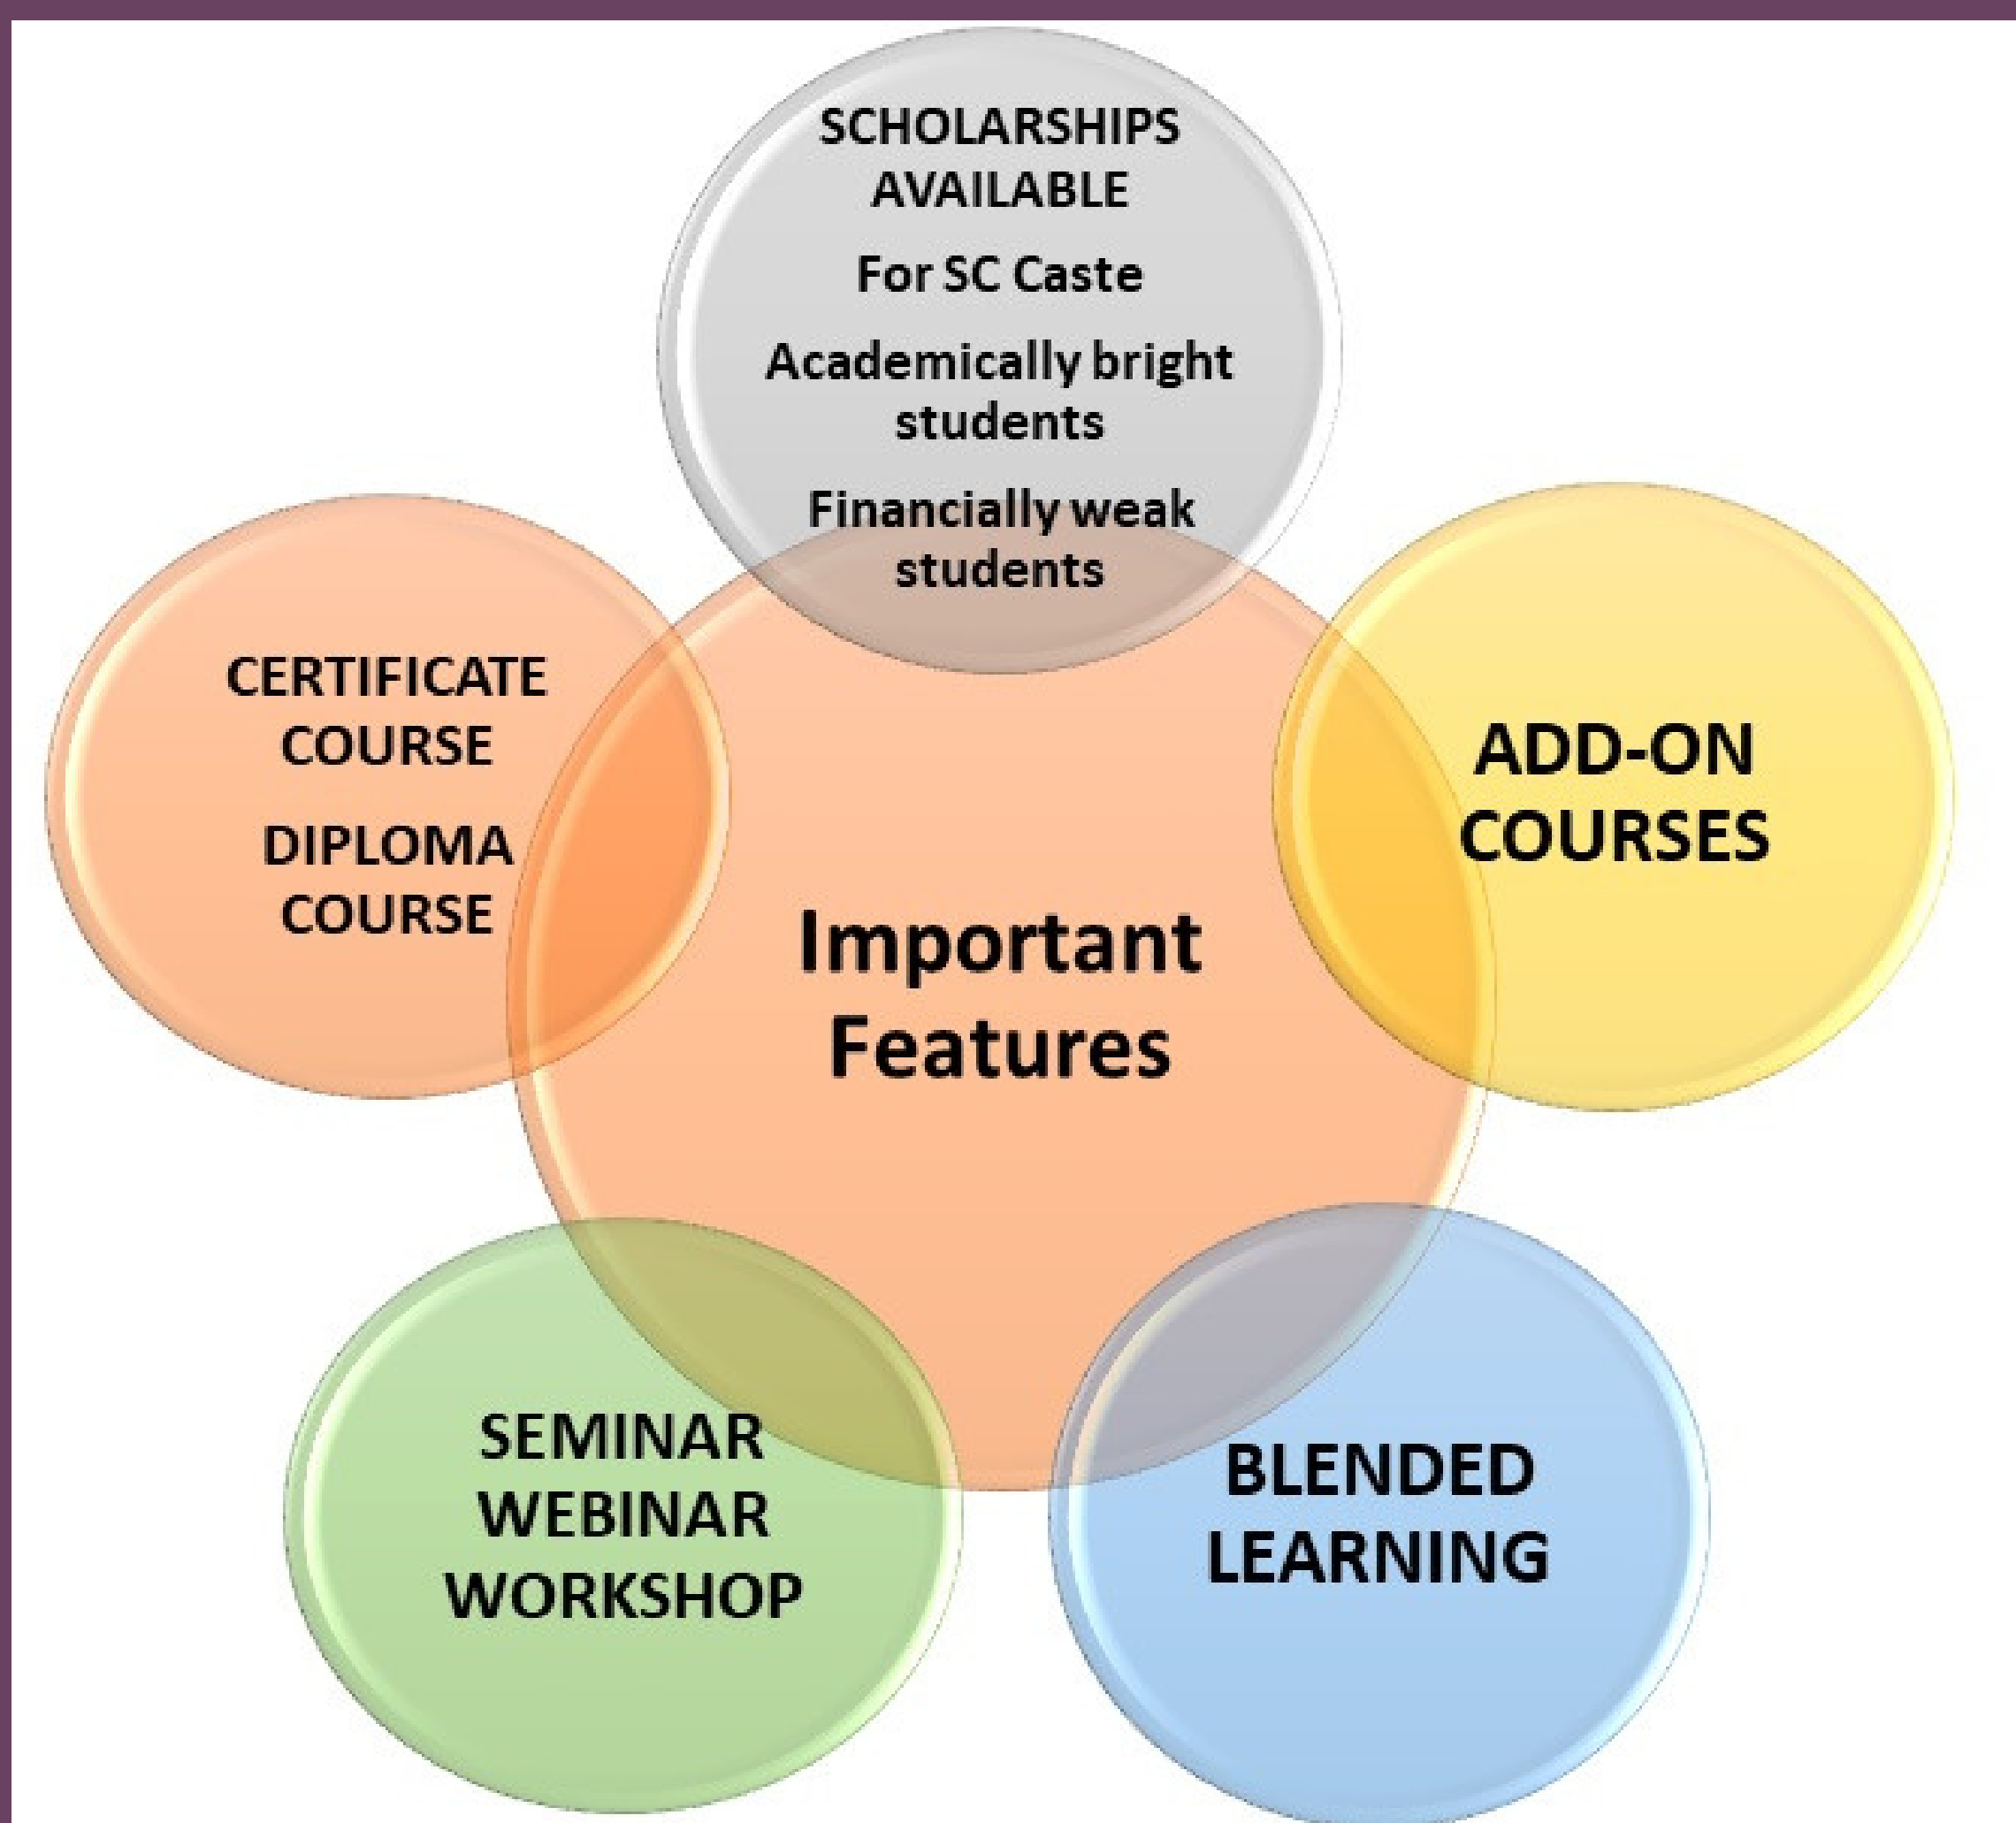 SCHOLARSHIPS
AVAILABLE
For SC Caste
Academically bright
students
Financially weak
students
CERTIFICATE
COURSE
DIPLOMA
COURSE
ADD-ON
COURSES
Important
Features
SEMINAR
WEBINAR
WORKSHOP
BLENDED
LEARNING